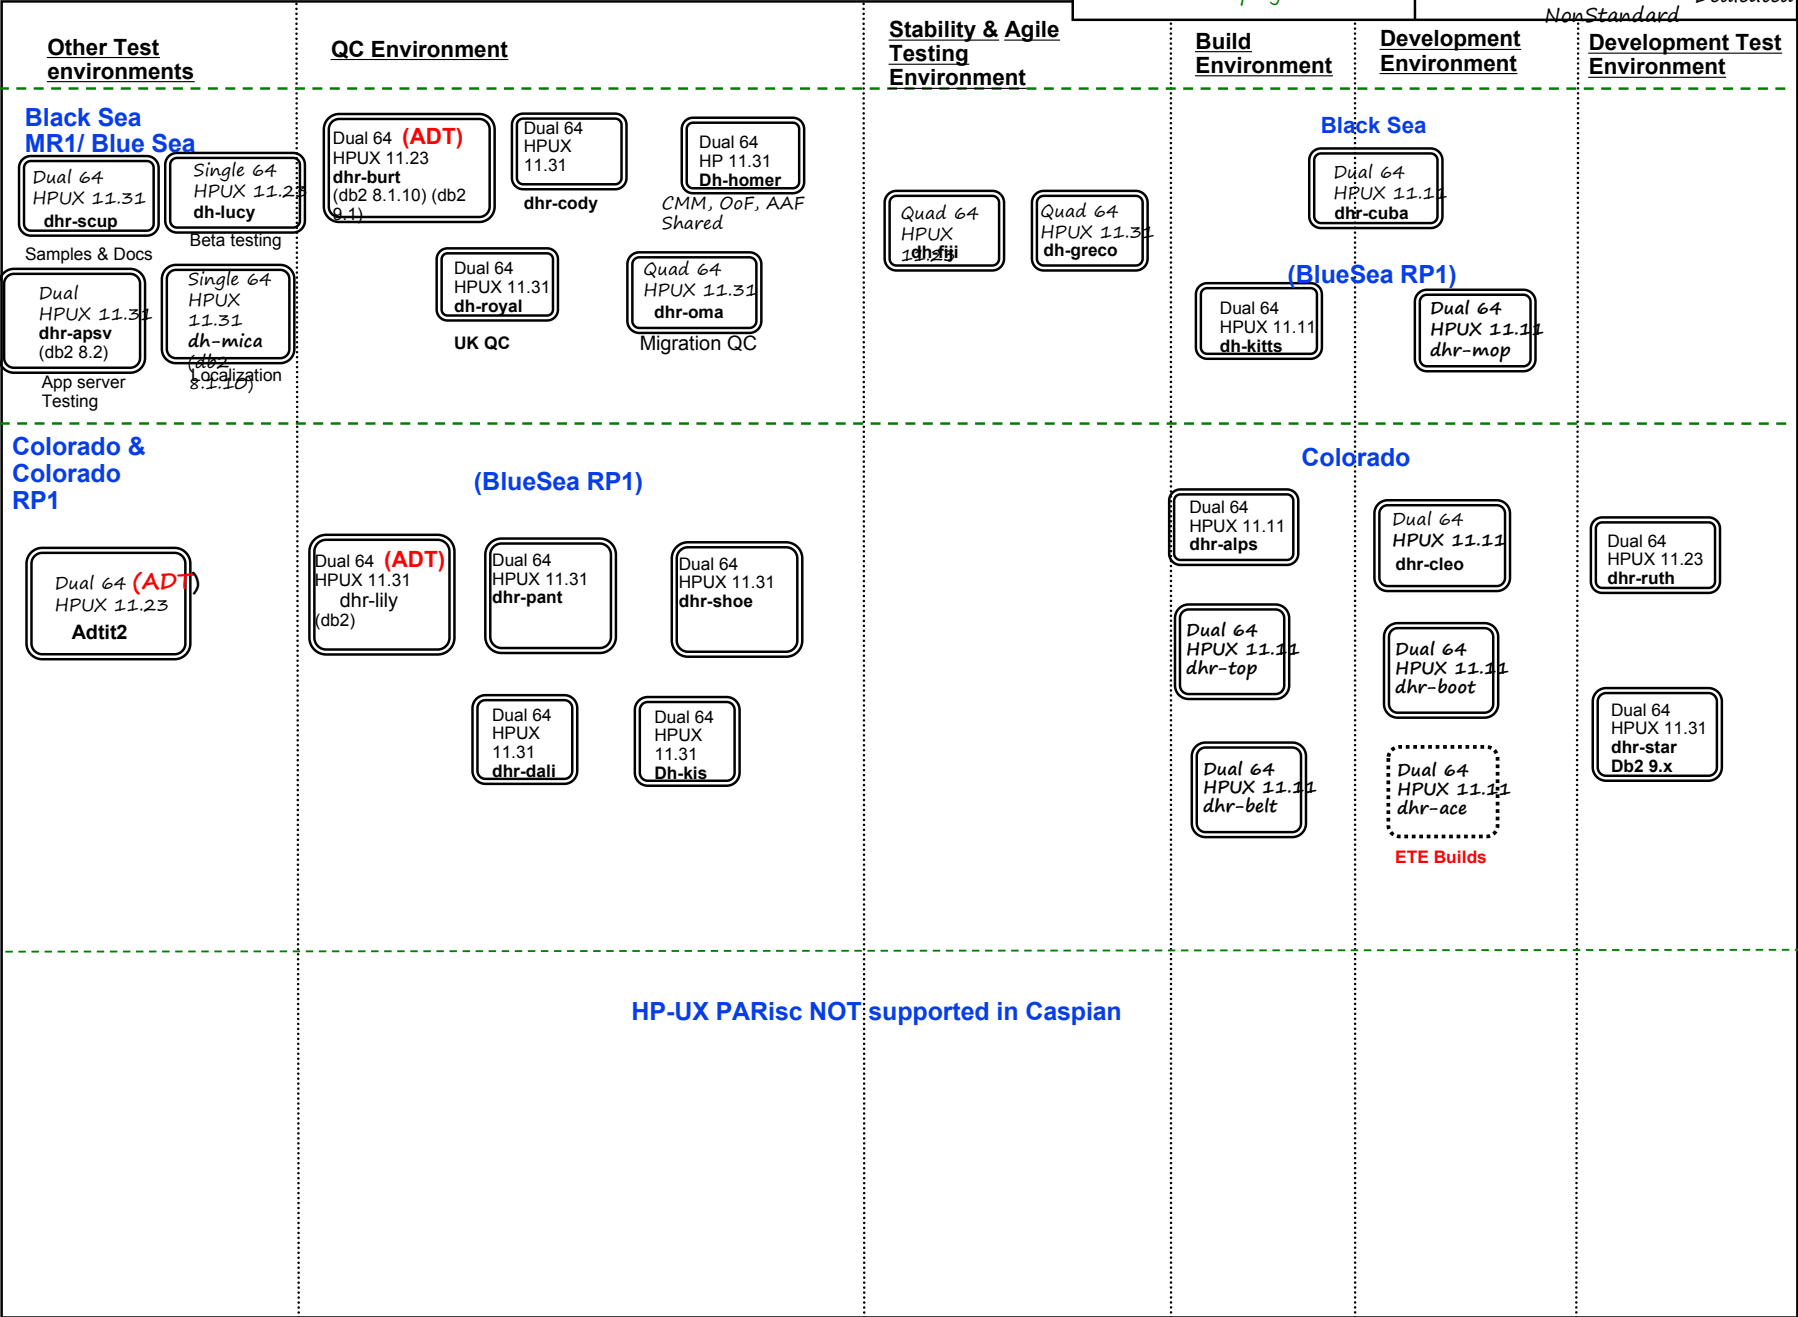 NonStandard
Other Test
environments
QC Environment
Stability & Agile
Testing
Environment
Build
Environment
Development
Environment
Development Test
Environment
Black Sea
MR1/ Blue Sea
Dual 64
HPUX 11.31
dhr-scup
Samples & Docs
Single 64
HPUX 11.23
dh-lucy
Beta testing
Dual
HPUX 11.31
dhr-apsv
(db2 8.2)
App server
Testing
Single 64
HPUX
11.31
dh-mica
(db2
8.1.10)
Localization
Dual 64 (ADT)
HPUX 11.23
dhr-burt
(db2 8.1.10) (db2
9.1)
Dual 64
HPUX
11.31
dhr-cody
Dual 64
HP 11.31
Dh-homer
CMM, OoF, AAF
Shared
Dual 64
HPUX 11.31
dh-royal
UK QC
Quad 64
HPUX 11.31
dhr-oma
Migration QC
Quad 64
HPUX
11.23
dh-fiji
Quad 64
HPUX 11.31
dh-greco
Black Sea
Dual 64
HPUX 11.11
dhr-cuba
(BlueSea RP1)
Dual 64
HPUX 11.11
dh-kitts
Dual 64
HPUX 11.11
dhr-mop
Colorado &
Colorado
RP1
Dual 64 (ADT)
HPUX 11.23
Adtit2
(BlueSea RP1)
Dual 64 (ADT)
HPUX 11.31
dhr-lily
(db2)
Dual 64
HPUX 11.31
dhr-pant
Dual 64
HPUX 11.31
dhr-shoe
Dual 64
HPUX
11.31
dhr-dali
Dual 64
HPUX
11.31
Dh-kis
Colorado
Dual 64
HPUX 11.11
dhr-alps
Dual 64
HPUX 11.11
dhr-cleo
Dual 64
HPUX 11.23
dhr-ruth
Dual 64
HPUX 11.11
dhr-top
Dual 64
HPUX 11.11
dhr-boot
Dual 64
HPUX 11.31
dhr-star
Db2 9.x
Dual 64
HPUX 11.11
dhr-belt
Dual 64
HPUX 11.11
dhr-ace
ETE Builds
HP-UX PARisc NOT supported in Caspian